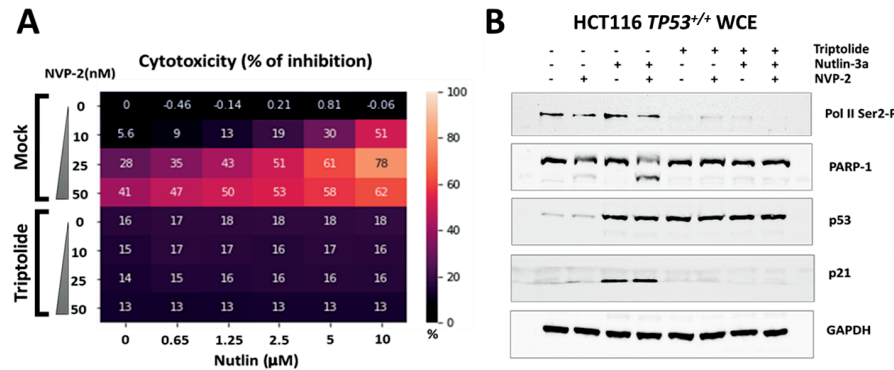 A
Cytotoxicity (% of inhibition)
NVP-2(nM)
Mock
Triptolide
0 0 -0.46 -0.14 0.21 0.81 -0.06
10 5.6 9 13 19 30 51
25 28 35 43 51 61 78
50 41 47 50 53 58 62
0 16 17 18 18 18 18
10 15 17 17 16 17 16
25 14 15 16 16 16 16
50 13 13 13 13 13 13
0 0.65 1.25 2.5 5 10
Nutlin (μM)
100
80
60
40
20
0
%
B
HCT116 TP53+/+ WCE
- - - - + + + + Triptolide
- - + + - - + + Nutlin-3a
- + - + - + - + NVP-2
Pol II Ser2-P
PARP-1
p53
p21
GAPDH